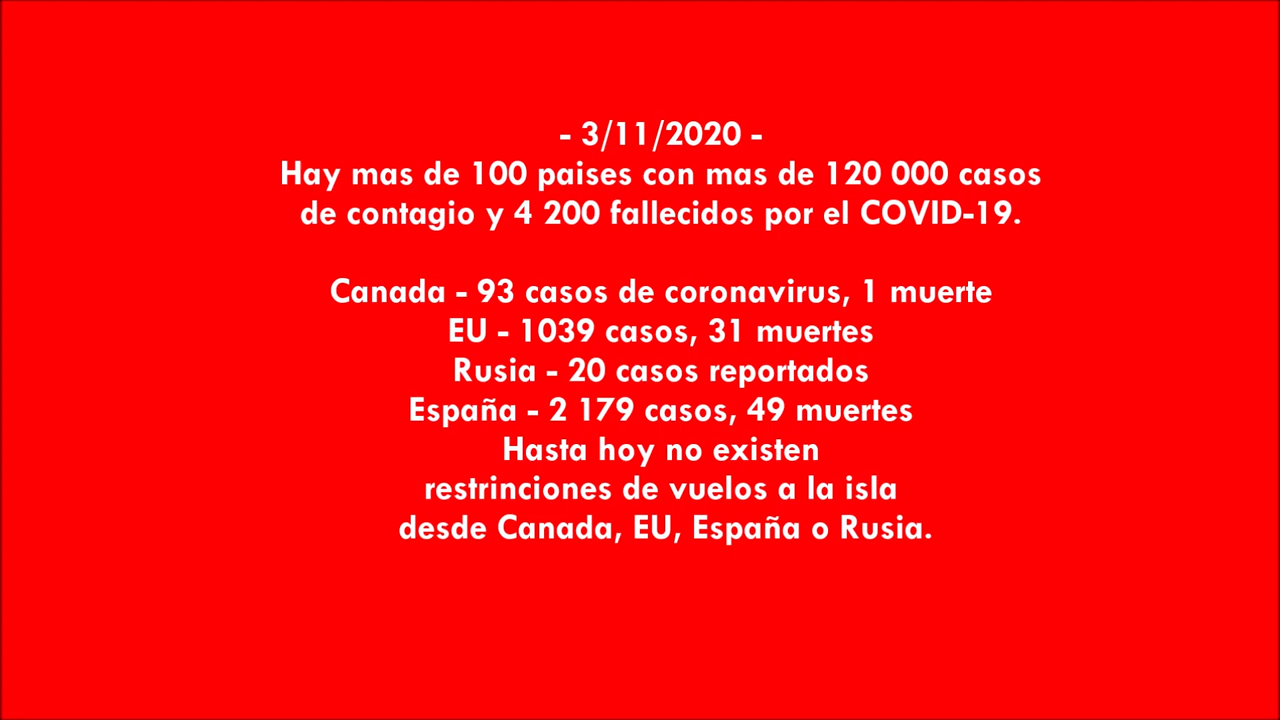 - 3/11/2020 -
Hay mas de 100 paises con mas de 120 000 casos
de contagio y 4 200 fallecidos por el COVID-19.
Canada - 93 casos de coronavirus, 1 muerte
EU - 1039 casos, 31 muertes
Rusia - 20 casos reportados
España - 2 179 casos, 49 muertes
Hasta hoy no existen
restrinciones de vuelos a la isla
desde Canada, EU, España o Rusia.